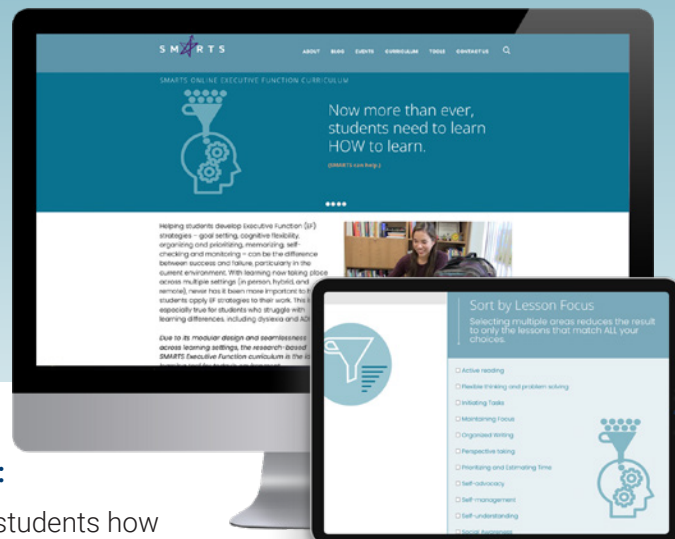 SMARTS
ABOUT BLOG EVENTS CURRICULUM TOOLS CONTACT US
SMARTS ONLINE EXECUTIVE FUNCTION CURRICULUM
Now more than ever,
students need to learn
HOW to learn.
(SMARTS can help.)
Helping students develop Executive Function (EF)
strategies – goal setting, cognitive flexibility,
organizing and prioritizing, memorizing, self-
checking and monitoring – can be the difference
between success and failure, particularly in the
current environment. With learning now taking place
across multiple settings (in person, hybrid, and
remote), never has it been more important to
students apply EF strategies to their work. This is
especially true for students who struggle with
learning differences, including dyslexia and
Due to its modular design and seamlessness
across learning settings, the research-based
SMARTS Executive Function curriculum is the
Sort by Lesson Focus
Selecting multiple areas reduces the result
to only the lessons that match ALL your
choices.
Active reading
Flexible thinking and problem solving
Initiating Tasks
Maintaining Focus
Organized Writing
Perspective taking
Prioritizing and Estimating Time
Self-advocacy
Self-management
Self-understanding
Social Awareness
:
students how